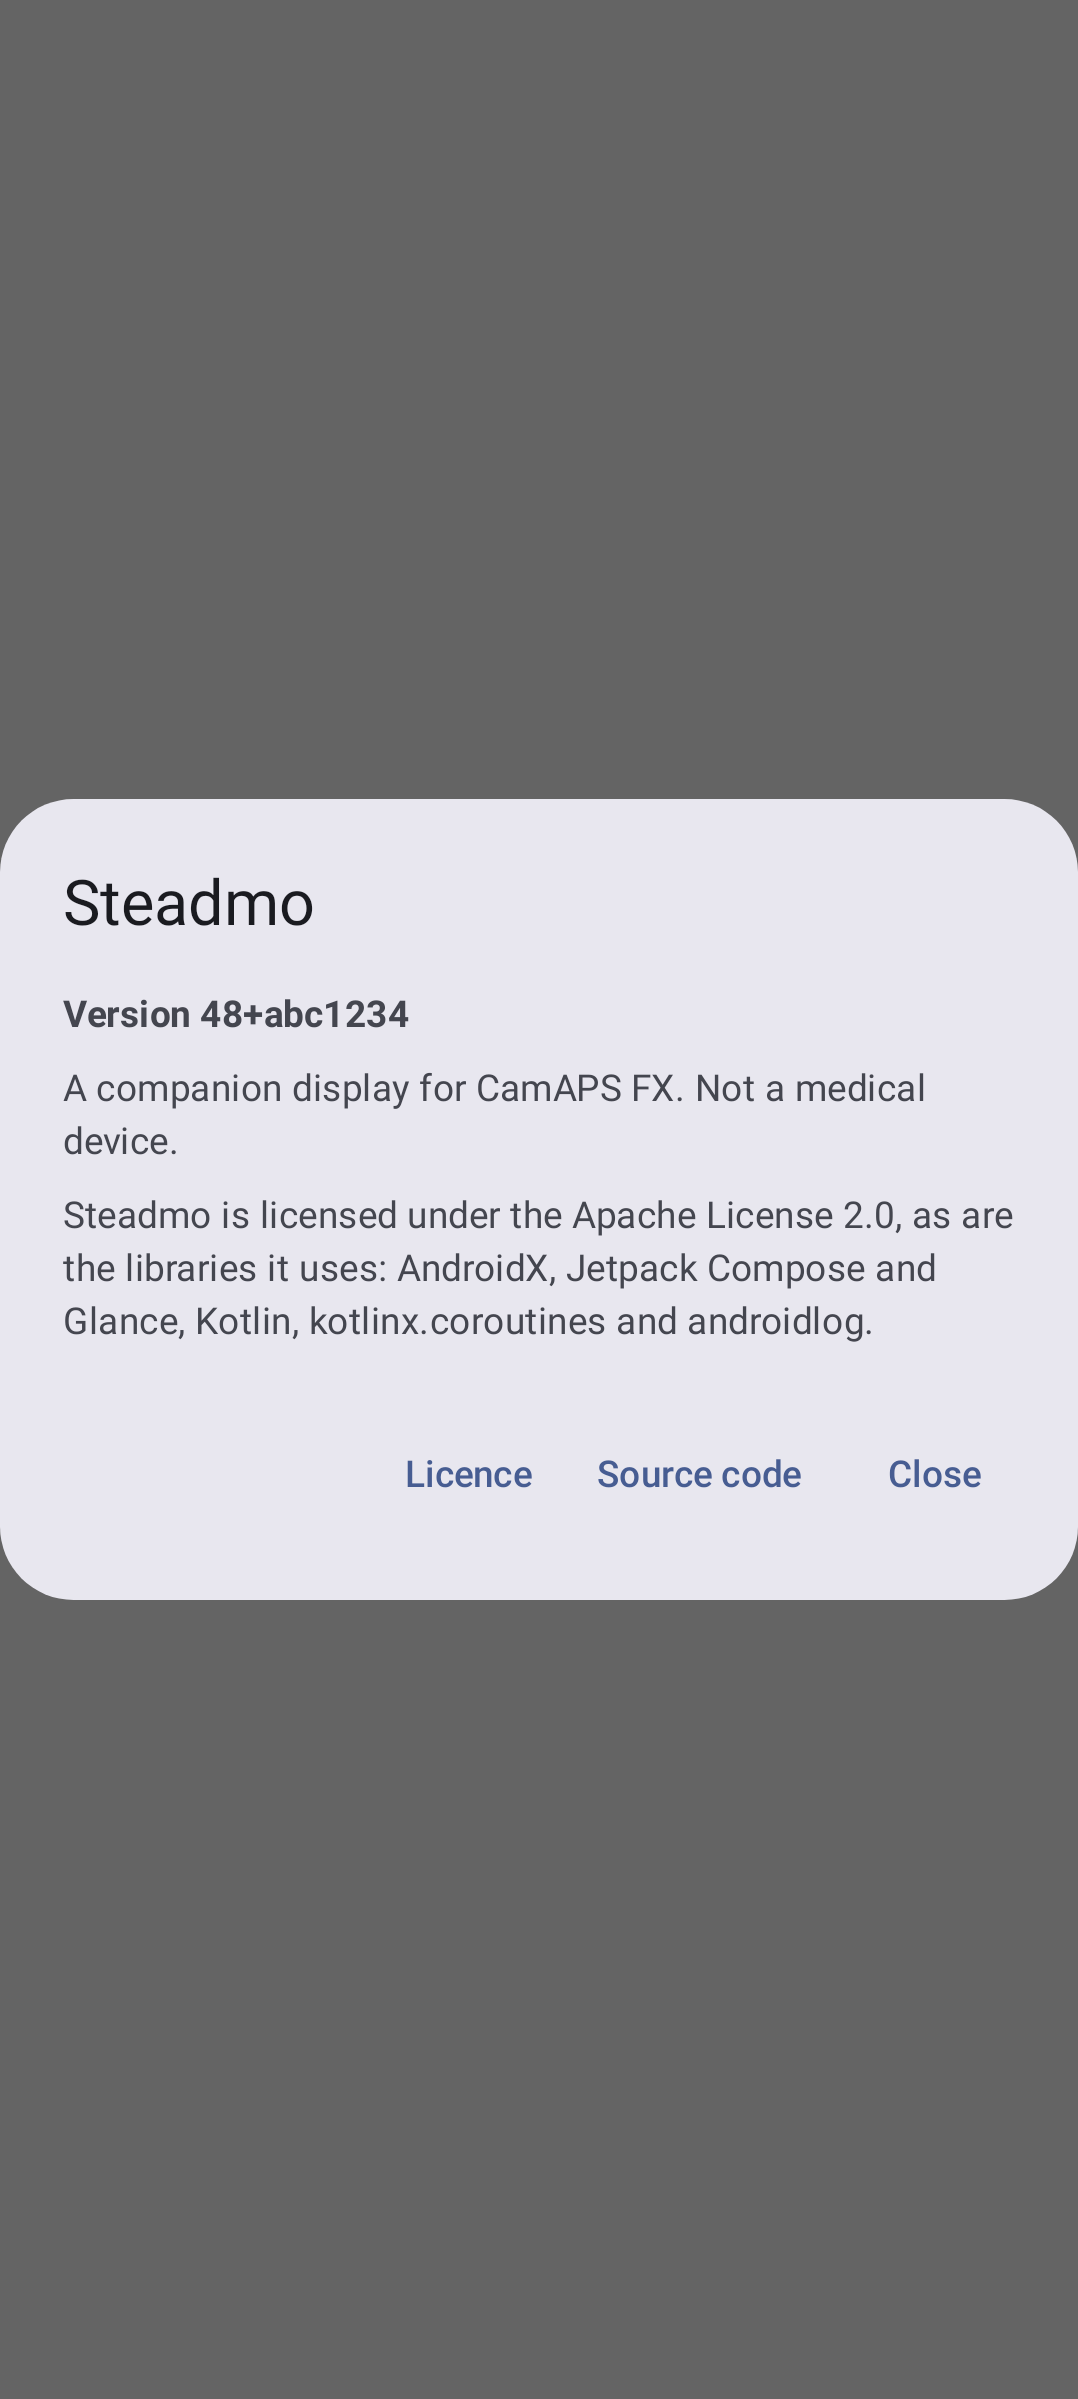 Steadmo
Version 48+abc1234
A companion display for CamAPS FX. Not a medical
device.
Steadmo is licensed under the Apache License 2.0, as are
the libraries it uses: AndroidX, Jetpack Compose and
Glance, Kotlin, kotlinx.coroutines and androidlog.
Licence Source code Close